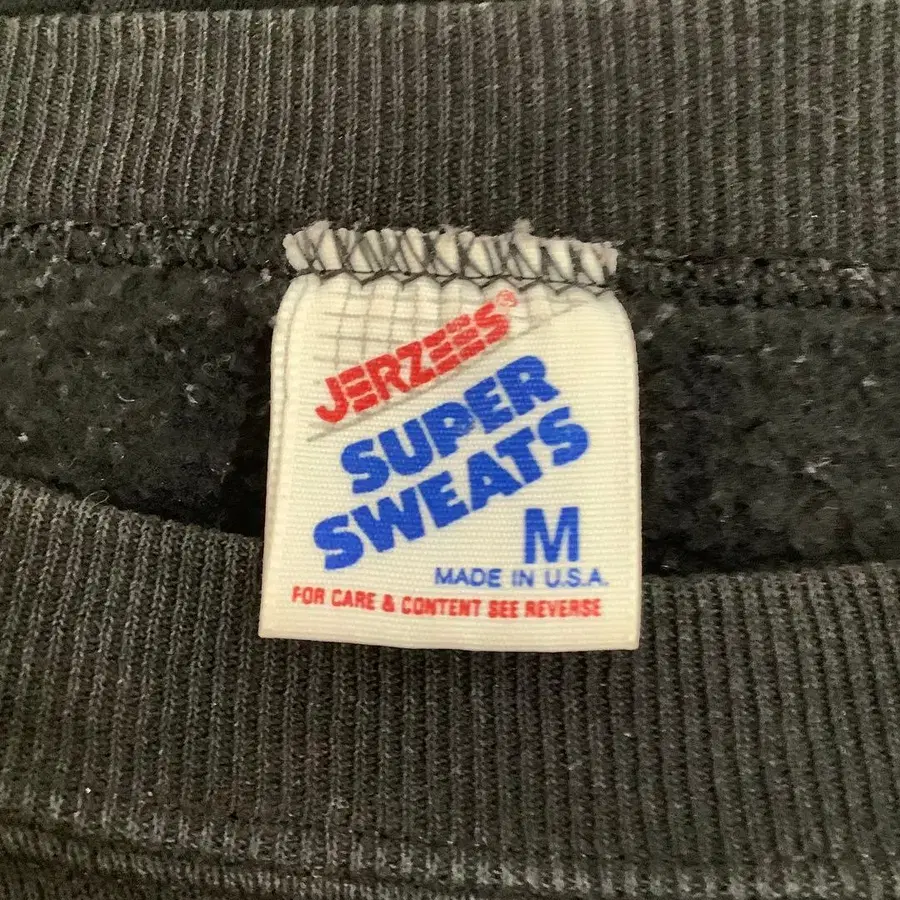 JERZEES®
SUPER
SWEATS
M
MADE IN U.S.A.
FOR CARE & CONTENT SEE REVERSE